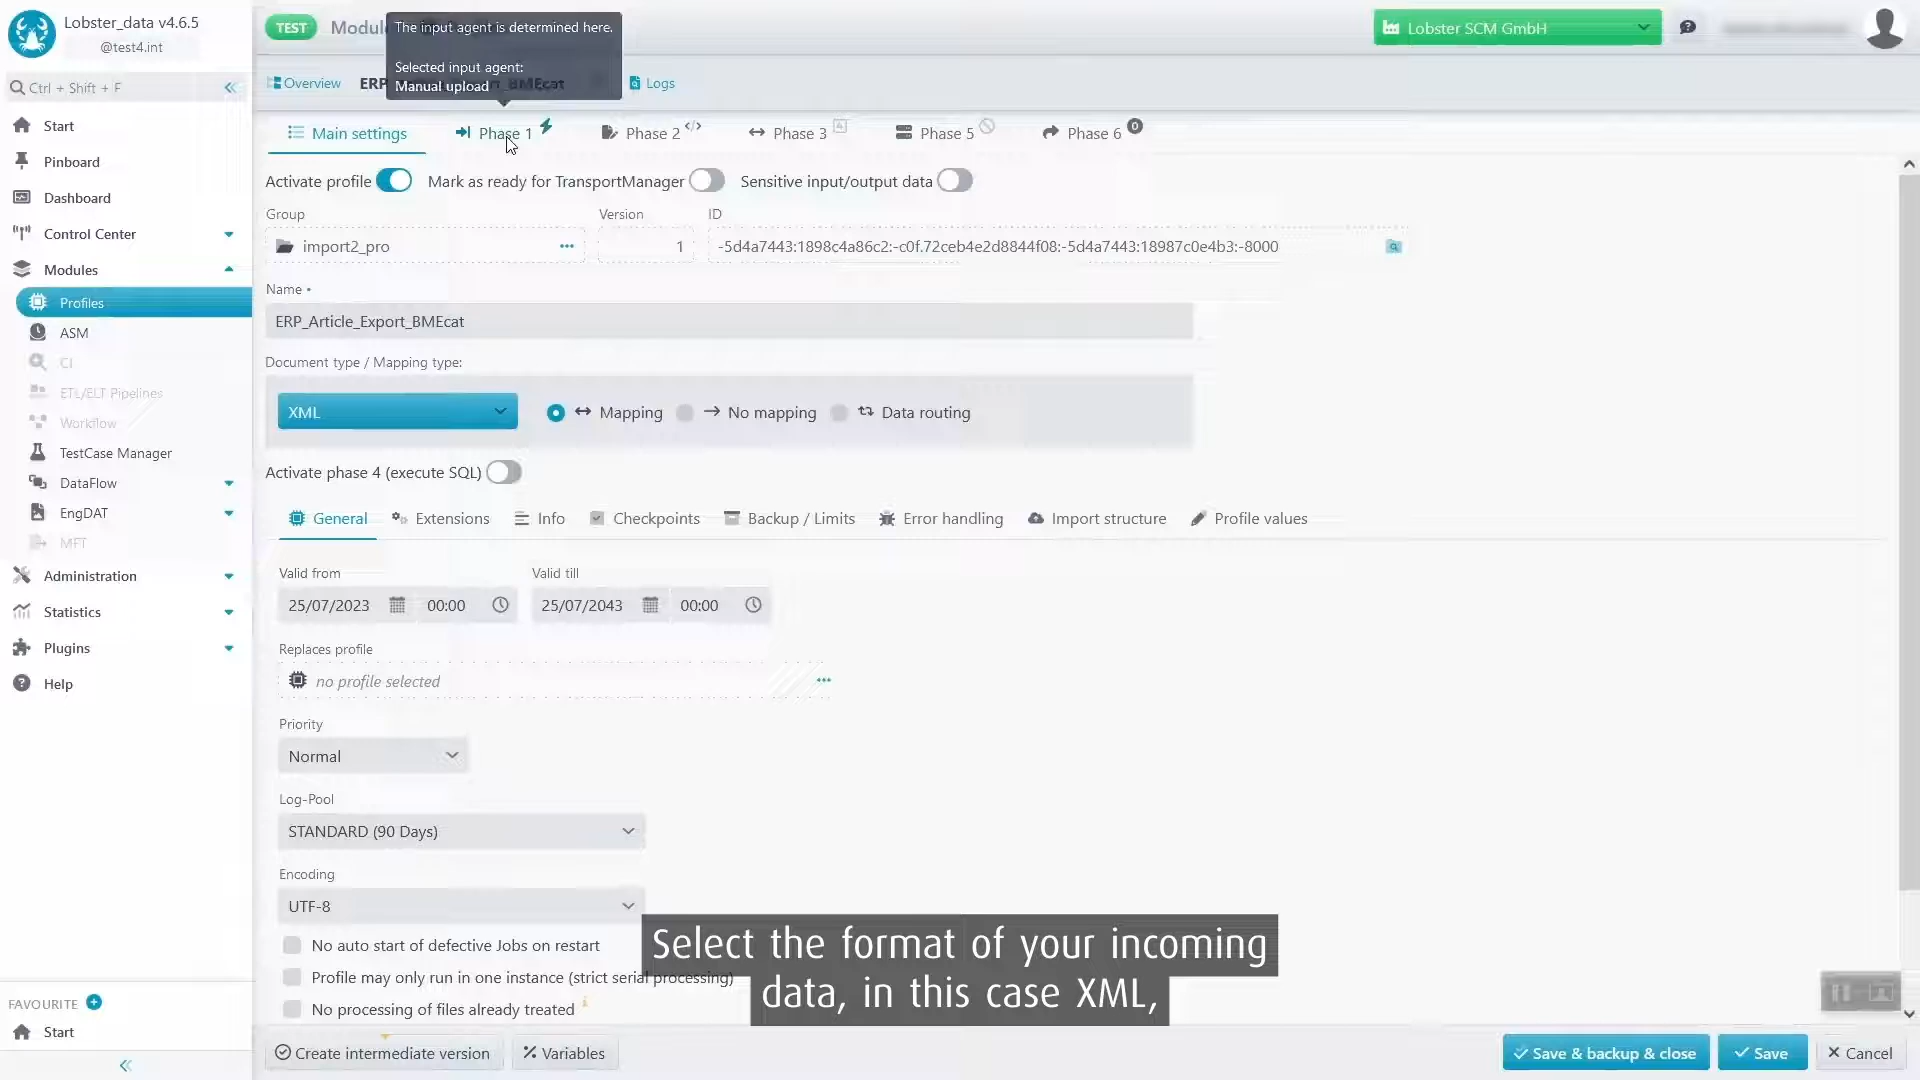 Lobster_data v4.6.5
@test4.int
Ctrl + Shift + F
Start
Pinboard
Dashboard
Control Center
Modules
Profiles
ASM
CI
ETL/ELT Pipelines
Workflow
TestCase Manager
DataFlow
EngDAT
MFT
Administration
Statistics
Plugins
Help
FAVOURITE
Start
TEST
The input agent is determined here.
Selected input agent:
Manual upload
Lobster SCM GmbH
Overview
Logs
Main settings
Phase 1
Phase 2
Phase 3
Phase 5
Phase 6
0
Activate profile
Mark as ready for TransportManager
Sensitive input/output data
Group
Version
ID
import2_pro
1
-5d4a7443:1898c4a86c2:-c0f.72ceb4e2d8844f08:-5d4a7443:18987c0e4b3:-8000
Name
ERP_Article_Export_BMEcat
Document type / Mapping type:
XML
Mapping
No mapping
Data routing
Activate phase 4 (execute SQL)
General
Extensions
Info
Checkpoints
Backup / Limits
Error handling
Import structure
Profile values
Valid from
Valid till
25/07/2023
00:00
25/07/2043
00:00
Replaces profile
no profile selected
Priority
Normal
Log-Pool
STANDARD (90 Days)
Encoding
UTF-8
No auto start of defective Jobs on restart
Profile may only run in one instance (strict serial processing)
No processing of files already treated
Select the format of your incoming
data, in this case XML,
Create intermediate version
Variables
Save & backup & close
Save
Cancel